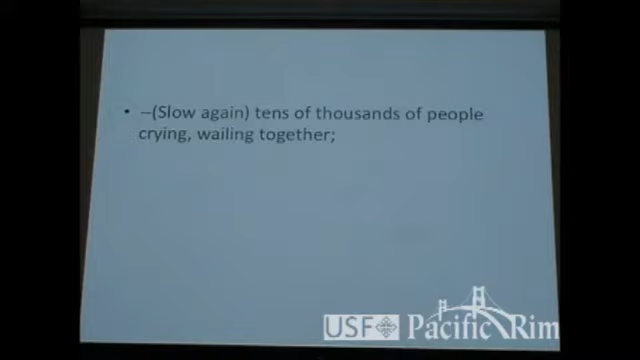 • --(Slow again) tens of thousands of people
crying, wailing together;
USF Pacific Rim